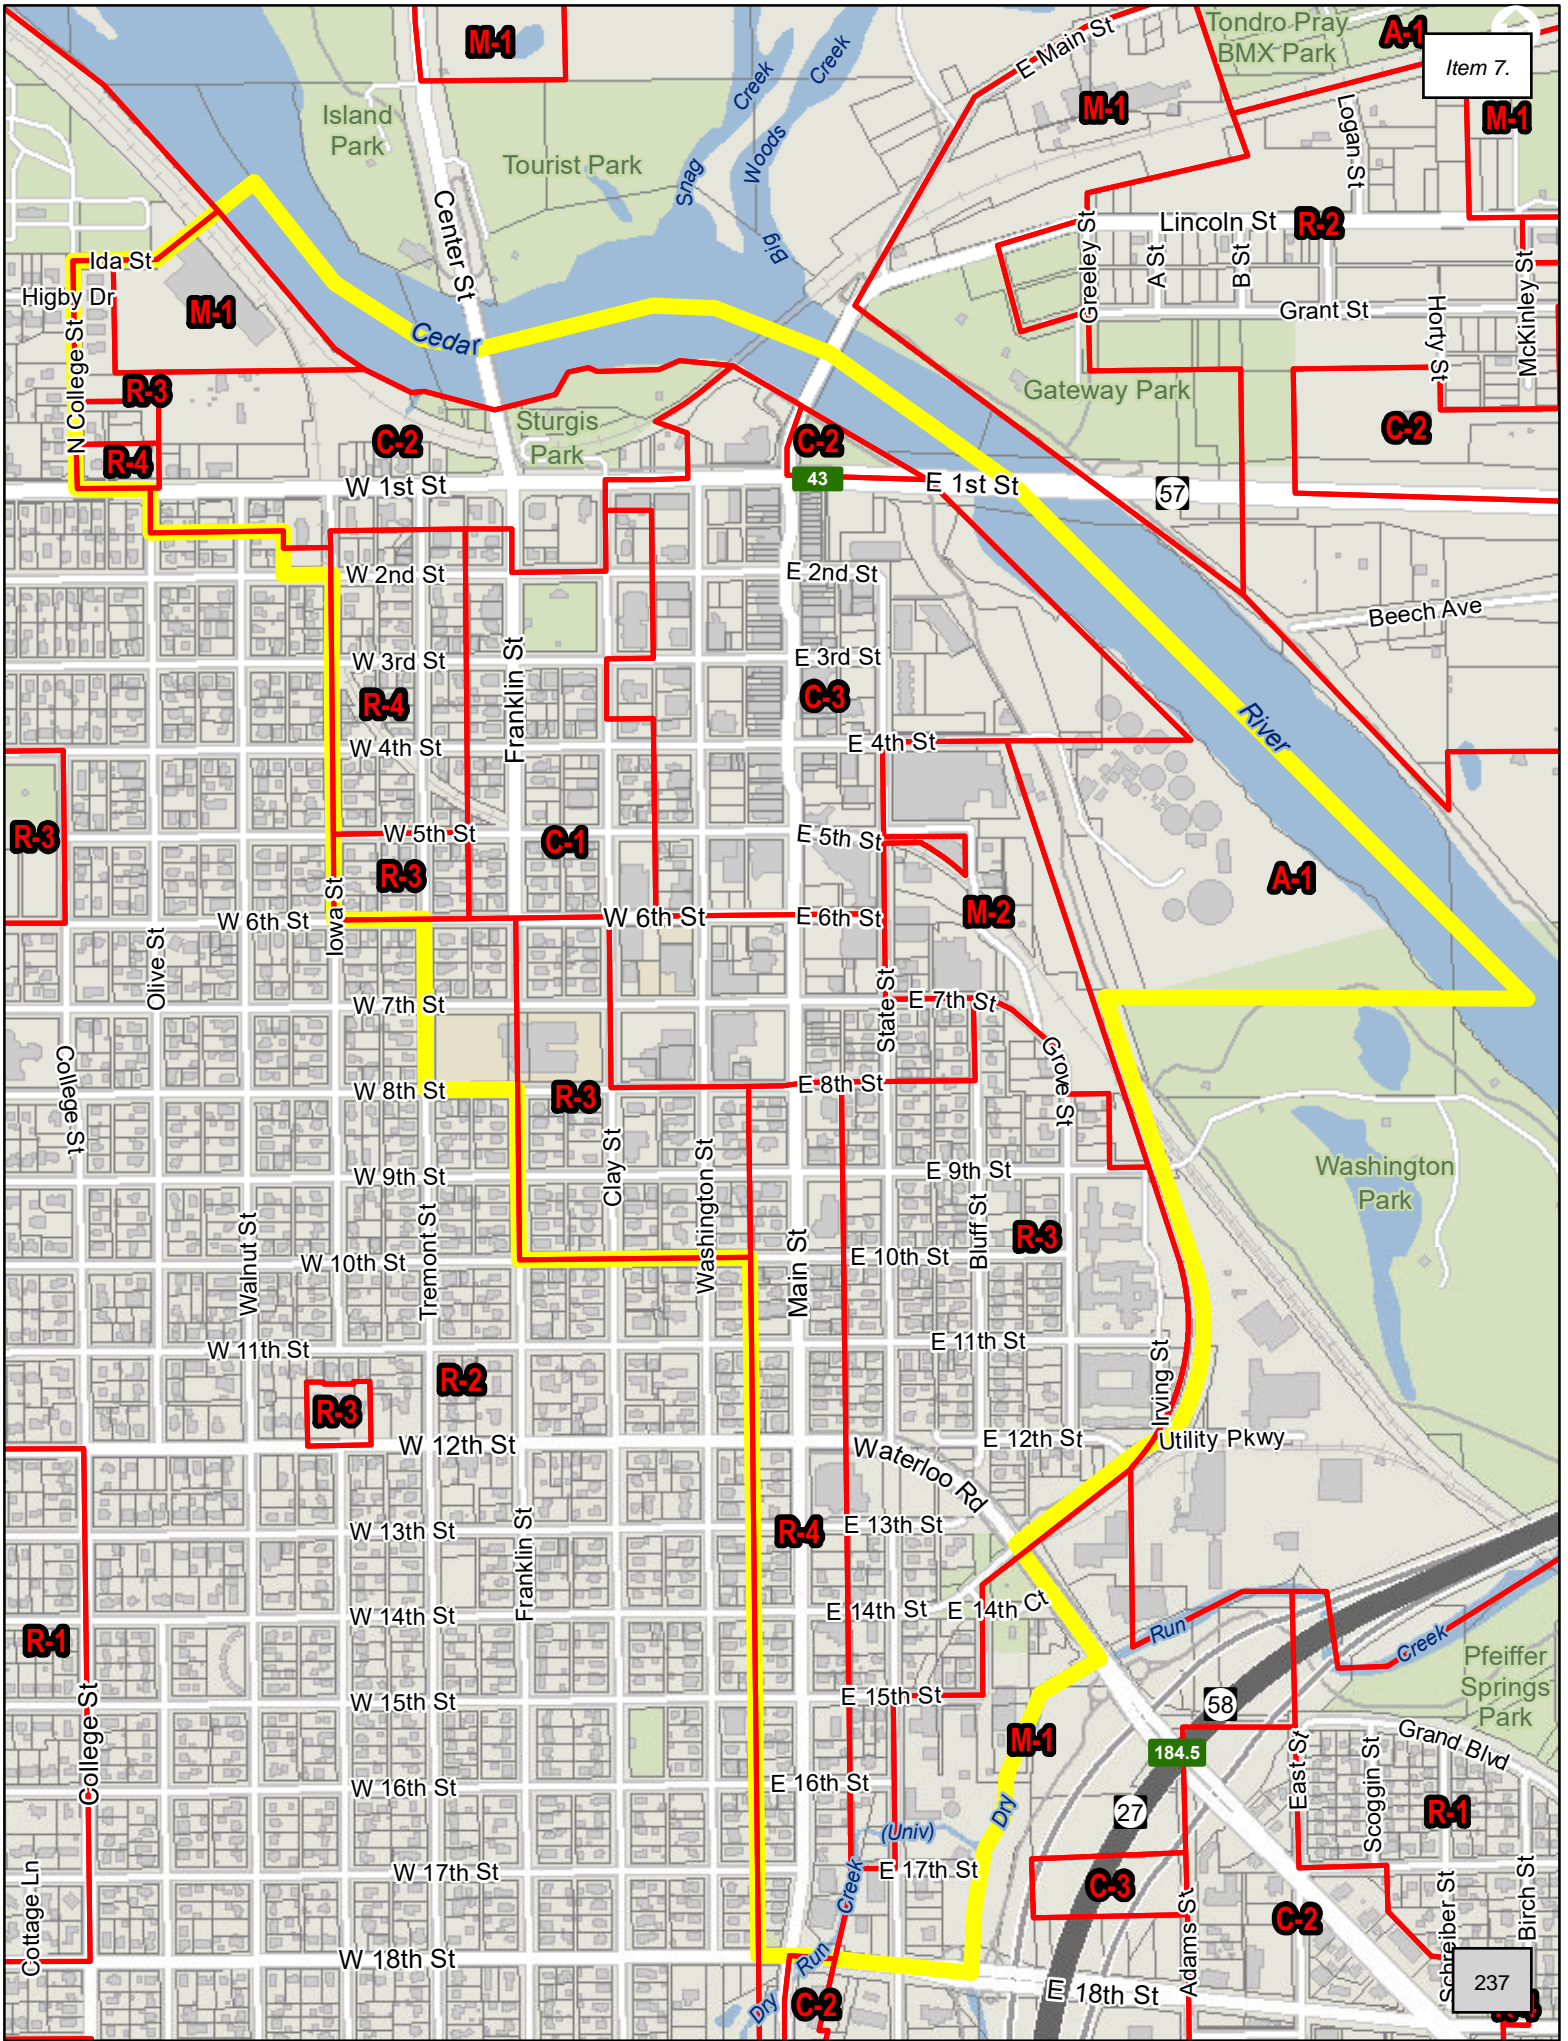 M-1
Tondro Pray
BMX Park
A-1
Item 7.
E Main St
Snag
Creek
Big
Woods
Creek
Island
Park
Tourist Park
M-1
Logan St
M-1
Center St
Greeley St
Lincoln St
R-2
A St
B St
McKinley St
Ida St
Higby Dr
M-1
Grant St
Horty St
Cedar
N College St
R-3
Gateway Park
Sturgis
Park
C-2
C-2
C-2
R-4
W 1st St
43
E 1st St
57
W 2nd St
E 2nd St
Beech Ave
Franklin St
W 3rd St
E 3rd St
R-4
C-3
River
W 4th St
E 4th St
R-3
W 5th St
C-1
E 5th St
R-3
A-1
M-2
Iowa St
W 6th St
W 6th St
E 6th St
Olive St
State St
W 7th St
E 7th St
Grove St
College St
W 8th St
R-3
E 8th St
W 9th St
Clay St
Washington St
E 9th St
Washington
Park
Bluff St
R-3
Walnut St
W 10th St
Tremont St
Main St
E 10th St
W 11th St
E 11th St
Irving St
R-2
R-3
W 12th St
Waterloo Rd
E 12th St
Utility Pkwy
W 13th St
Franklin St
R-4
E 13th St
R-1
W 14th St
E 14th St
E 14th Ct
Run
Creek
Pfeiffer
Springs
Park
College St
W 15th St
E 15th St
58
M-1
184.5
Grand Blvd
W 16th St
E 16th St
East St
Scoggin St
27
R-1
Dry
(Univ)
W 17th St
E 17th St
C-3
Creek
Cottage Ln
Adams St
C-2
Schreiber St
Birch St
W 18th St
Run
Dry
C-2
E 18th St
237